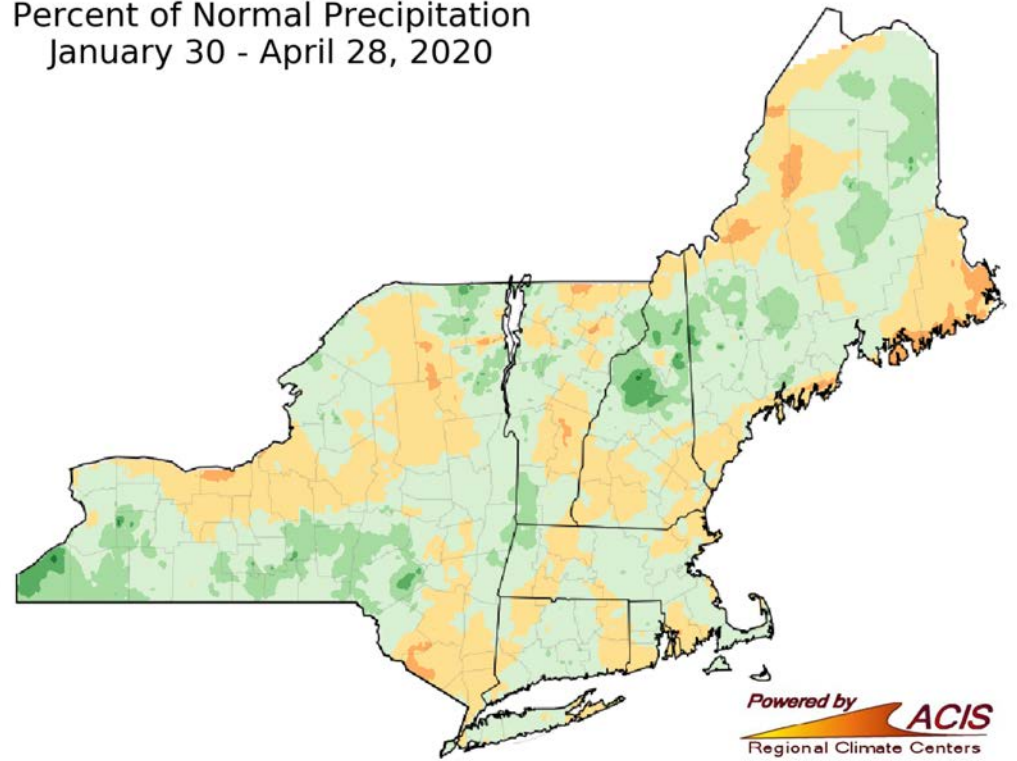 Percent of Normal Precipitation
January 30 - April 28, 2020
Powered by
ACIS
Regional Climate Centers